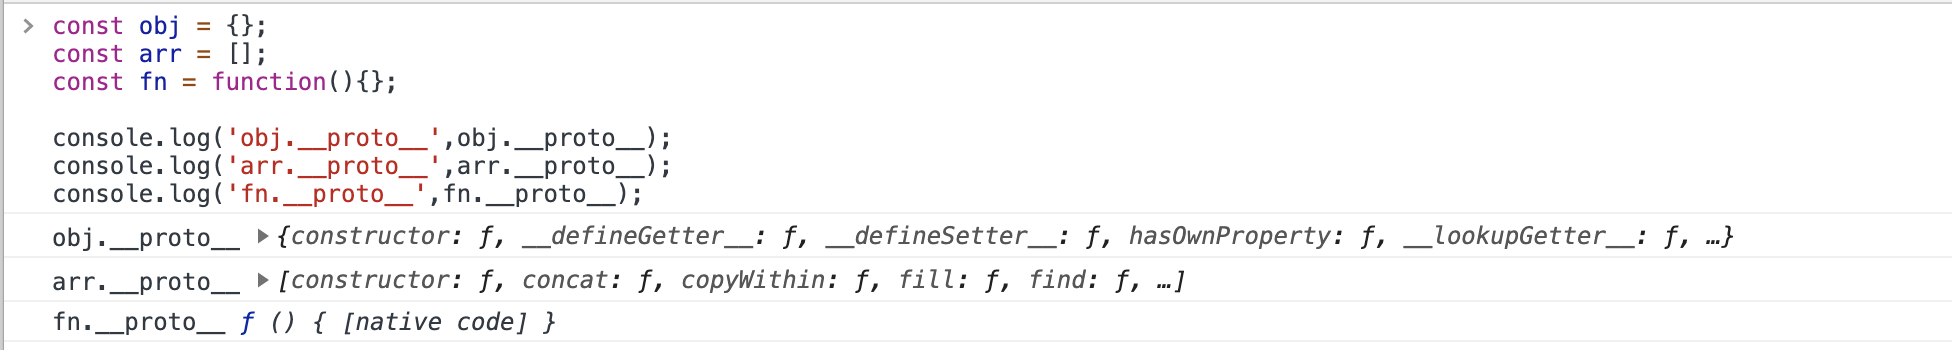 > const obj = {};
const arr = [];
const fn = function(){};
console.log('obj.__proto__',obj.__proto__);
console.log('arr.__proto__',arr.__proto__);
console.log('fn.__proto__',fn.__proto__);
obj.__proto__ ▶{constructor: ƒ, __defineGetter__: ƒ, __defineSetter__: ƒ, hasOwnProperty: ƒ, __lookupGetter__: ƒ, …}
arr.__proto__ ▶[constructor: ƒ, concat: ƒ, copyWithin: ƒ, fill: ƒ, find: ƒ, …]
fn.__proto__ ƒ () { [native code] }